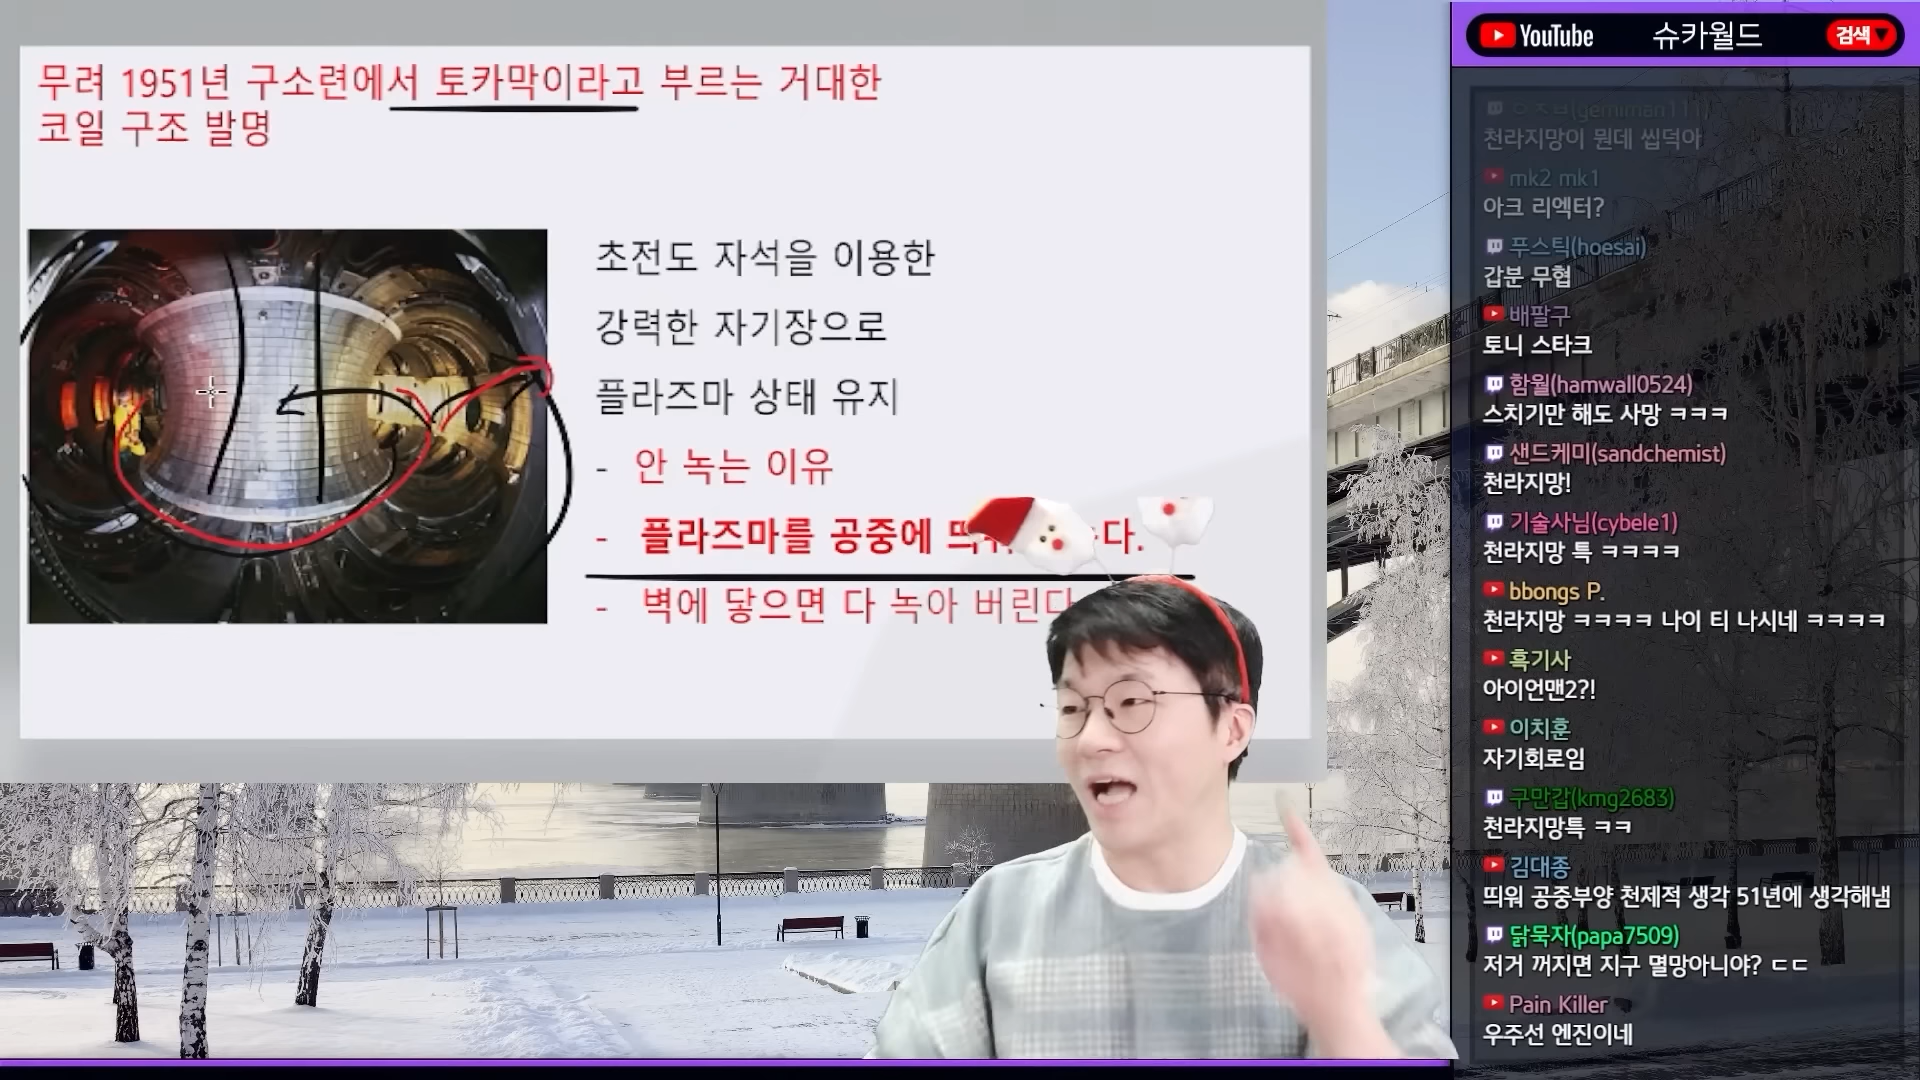 무려 1951년 구소련에서 토카막이라고 부르는 거대한
코일 구조 발명
초전도 자석을 이용한
강력한 자기장으로
플라즈마 상태 유지
- 안 녹는 이유
- 플라즈마를 공중에 다.
- 벽에 닿으면 다 녹아 버린다
YouTube 슈카월드 검색
ㅇㅈㅂ(gemiman111)
천라지망이 뭔데 씹덕아
mk2 mk1
아크 리엑터?
푸스틱(hoesai)
갑분 무협
배팔구
토니 스타크
함월(hamwall0524)
스치기만 해도 사망 ㅋㅋㅋ
샌드케미(sandchemist)
천라지망!
기술사님(cybele1)
천라지망 특 ㅋㅋㅋㅋ
bbongs P.
천라지망 ㅋㅋㅋㅋ 나이 티 나시네 ㅋㅋㅋㅋ
흑기사
아이언맨2?!
이치훈
자기회로임
구만갑(kmg2683)
천라지망특 ㅋㅋ
김대종
띄워 공중부양 천제적 생각 51년에 생각해냄
닭묵자(papa7509)
저거 꺼지면 지구 멸망아니야? ㄷㄷ
Pain Killer
우주선 엔진이네